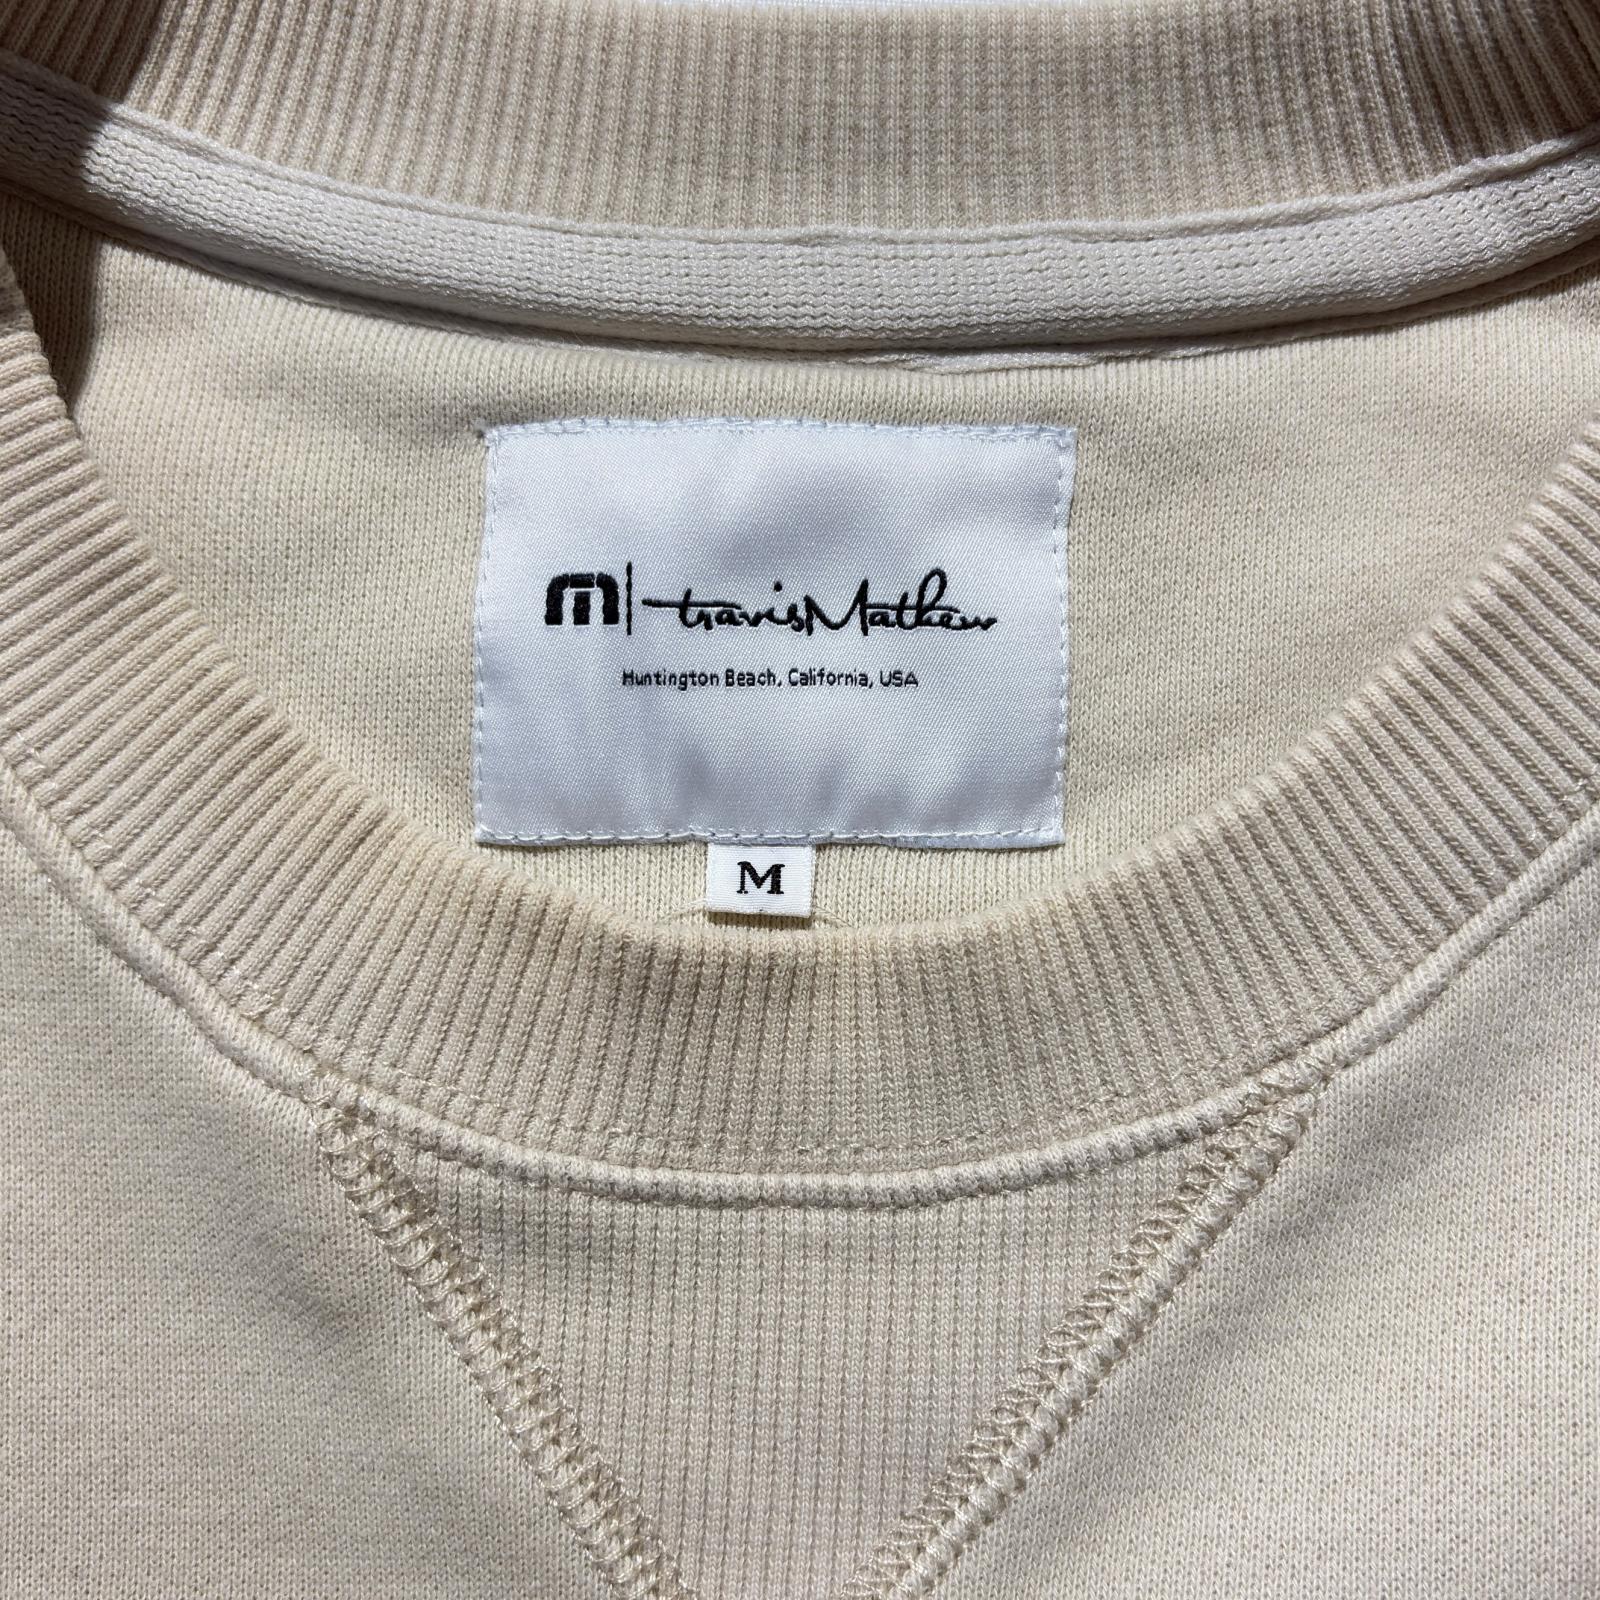 m|travisMathew
Huntington Beach, California, USA
M